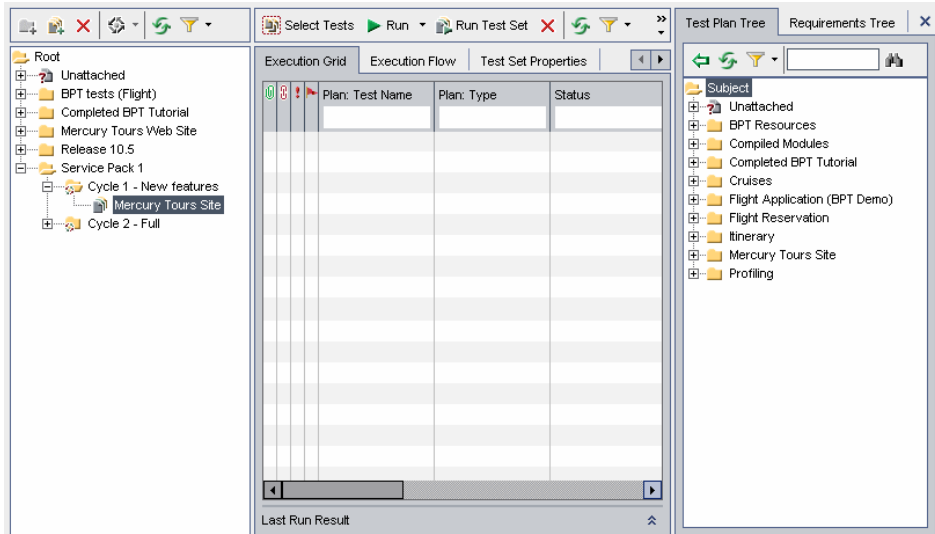 Root
Unattached
BPT tests (Flight)
Completed BPT Tutorial
Mercury Tours Web Site
Release 10.5
Service Pack 1
Cycle 1 - New features
Mercury Tours Site
Cycle 2 - Full
Select Tests Run Run Test Set
Execution Grid Execution Flow Test Set Properties
Plan: Test Name Plan: Type Status
Last Run Result
Test Plan Tree Requirements Tree
Subject
Unattached
BPT Resources
Compiled Modules
Completed BPT Tutorial
Cruises
Flight Application (BPT Demo)
Flight Reservation
Itinerary
Mercury Tours Site
Profiling